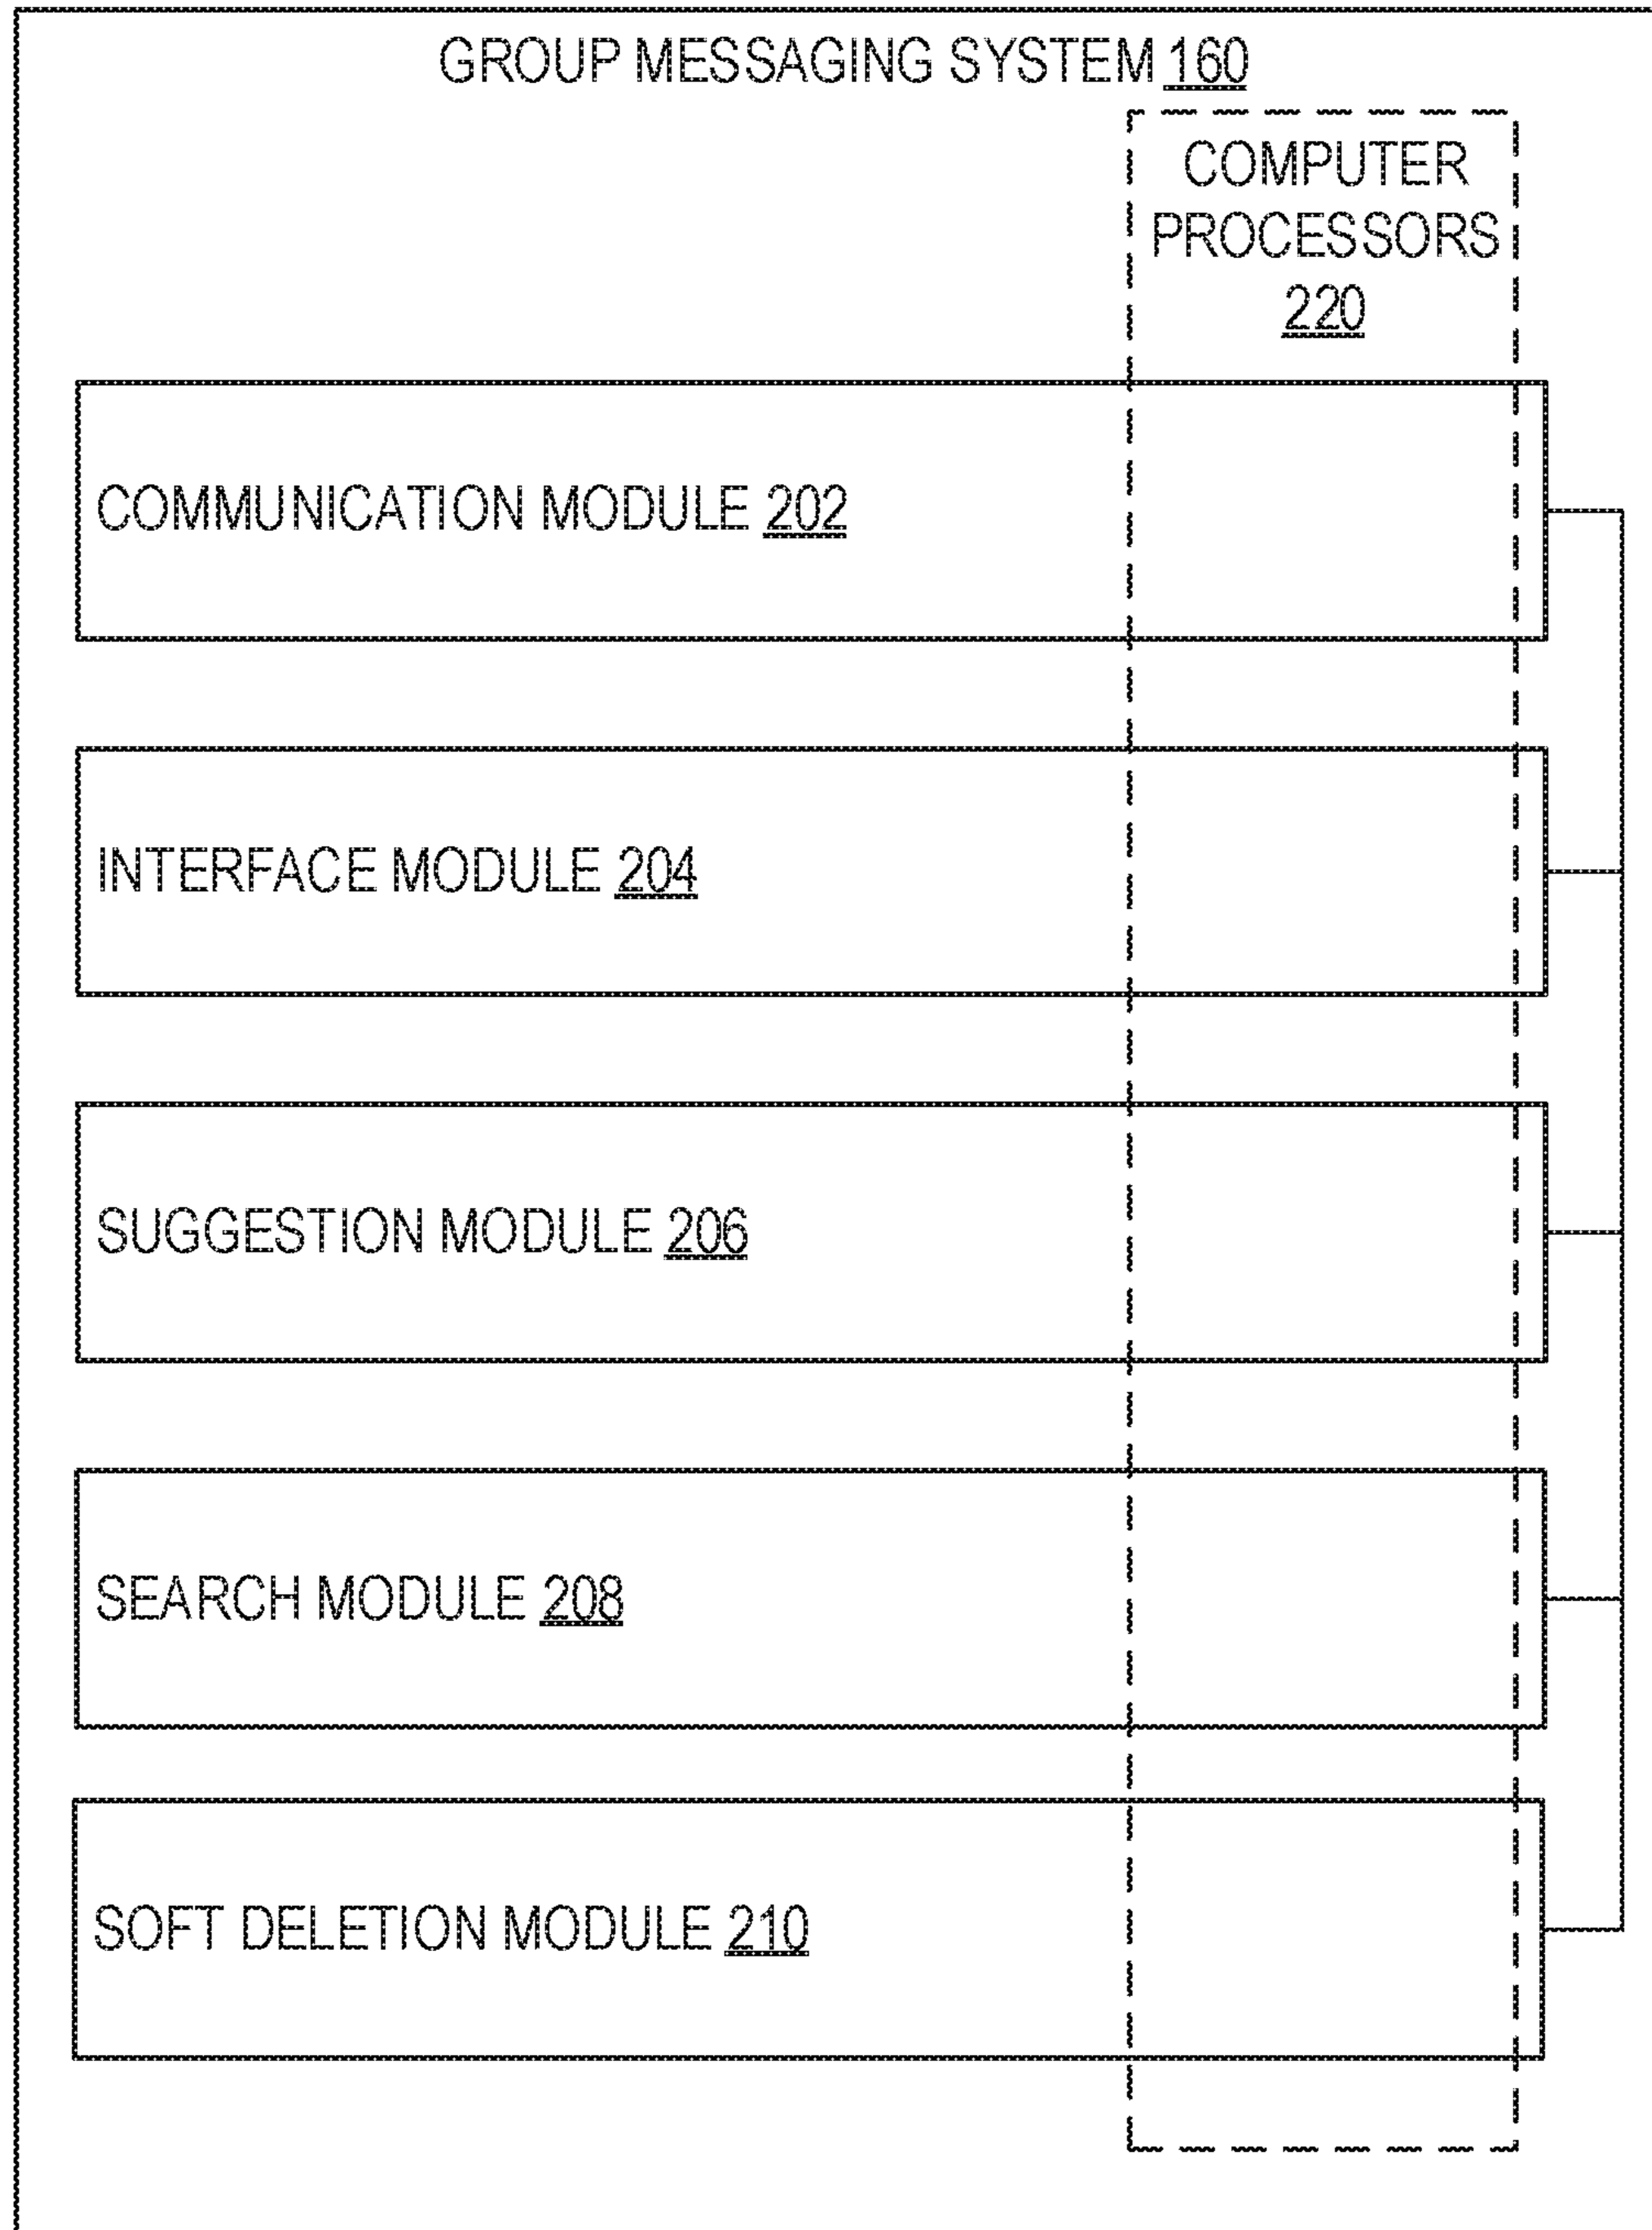 GROUP MESSAGING SYSTEM 160
COMPUTER
PROCESSORS
220
COMMUNICATION MODULE 202
INTERFACE MODULE 204
SUGGESTION MODULE 206
SEARCH MODULE 208
SOFT DELETION MODULE 210